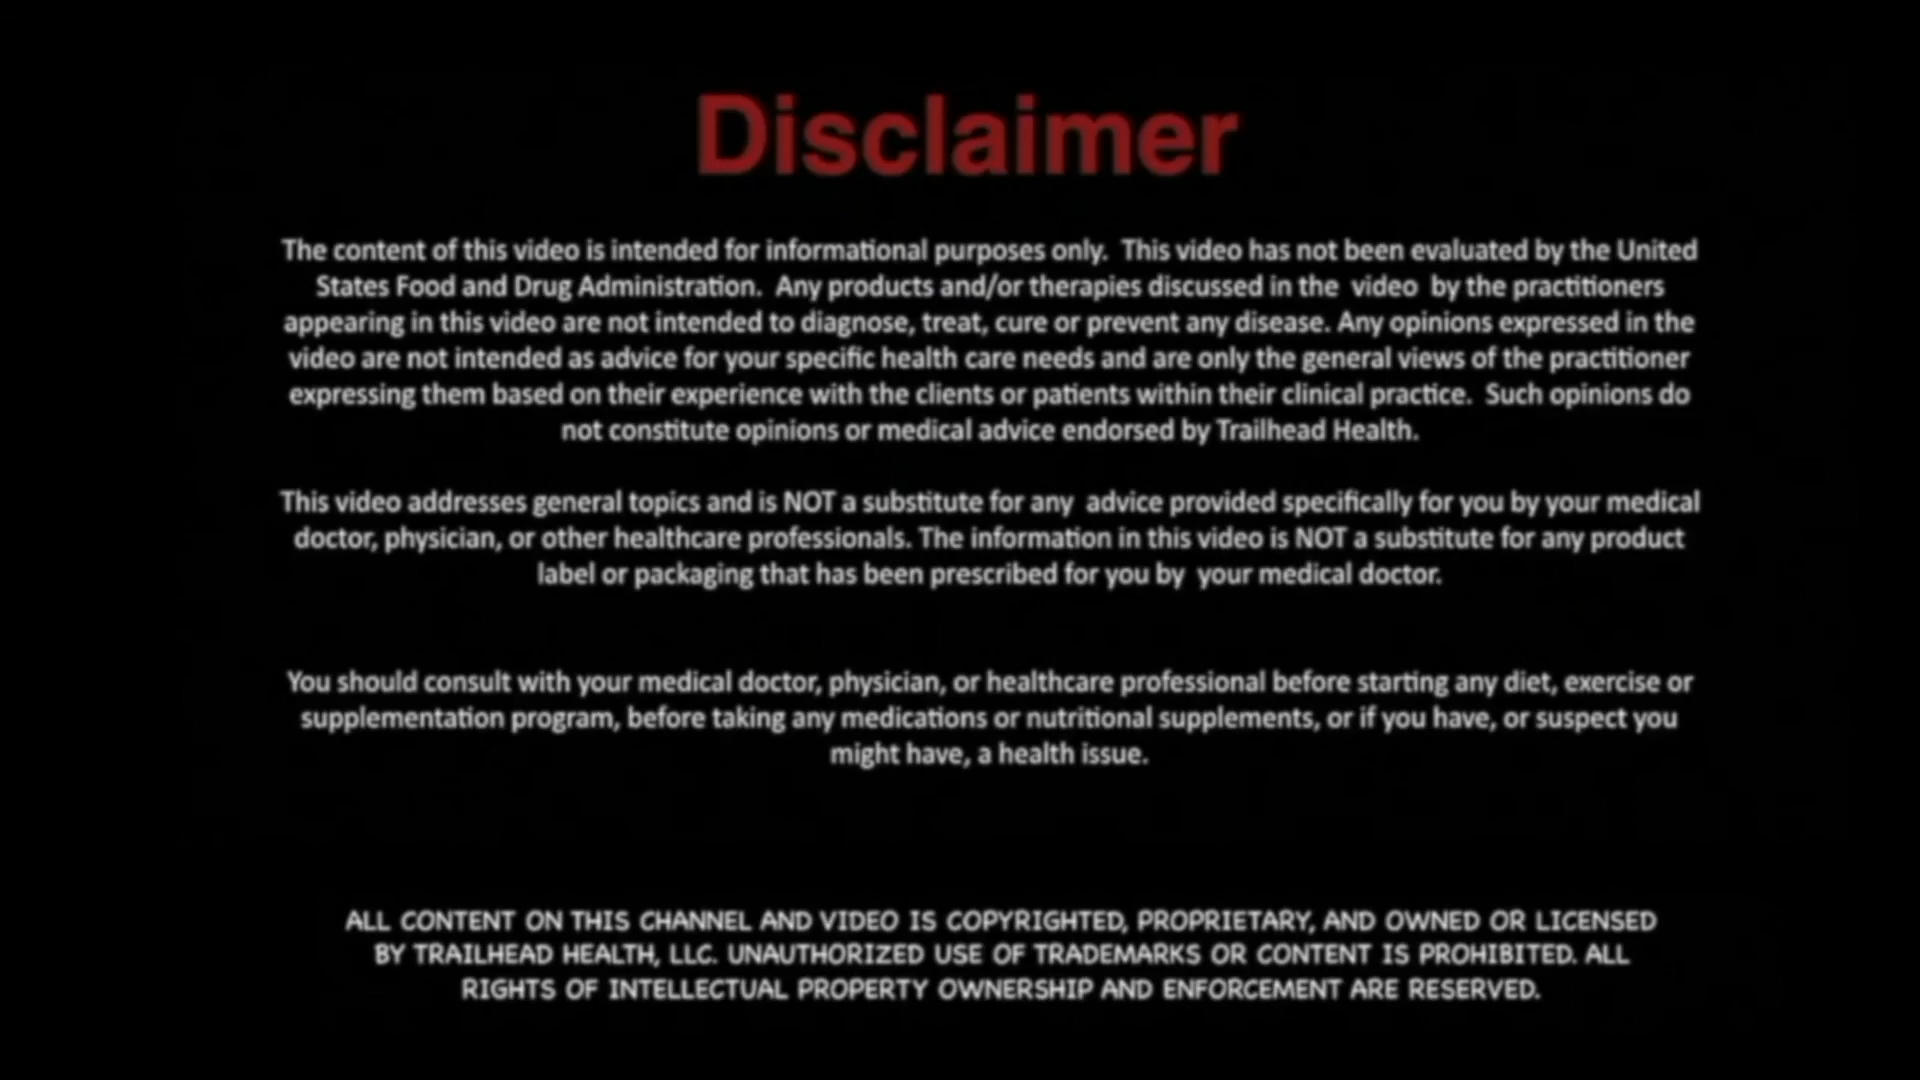 Disclaimer
The content of this video is intended for informational purposes only.  This video has not been evaluated by the United
States Food and Drug Administration.  Any products and/or therapies discussed in the  video  by the practitioners
appearing in this video are not intended to diagnose, treat, cure or prevent any disease. Any opinions expressed in the
video are not intended as advice for your specific health care needs and are only the general views of the practitioner
expressing them based on their experience with the clients or patients within their clinical practice.  Such opinions do
not constitute opinions or medical advice endorsed by Trailhead Health.
This video addresses general topics and is NOT a substitute for any  advice provided specifically for you by your medical
doctor, physician, or other healthcare professionals. The information in this video is NOT a substitute for any product
label or packaging that has been prescribed for you by  your medical doctor.
You should consult with your medical doctor, physician, or healthcare professional before starting any diet, exercise or
supplementation program, before taking any medications or nutritional supplements, or if you have, or suspect you
might have, a health issue.
ALL CONTENT ON THIS CHANNEL AND VIDEO IS COPYRIGHTED, PROPRIETARY, AND OWNED OR LICENSED
BY TRAILHEAD HEALTH, LLC. UNAUTHORIZED USE OF TRADEMARKS OR CONTENT IS PROHIBITED. ALL
RIGHTS OF INTELLECTUAL PROPERTY OWNERSHIP AND ENFORCEMENT ARE RESERVED.